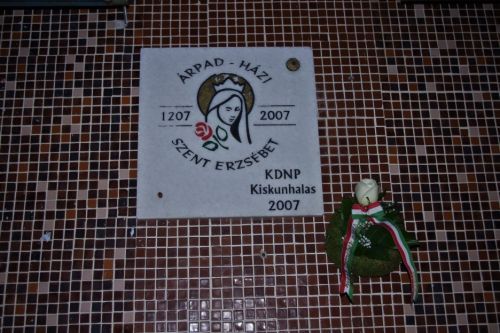 ÁRPAD - HÁZI
1207 2007
SZENT ERZSÉBET
KDNP
Kiskunhalas
2007